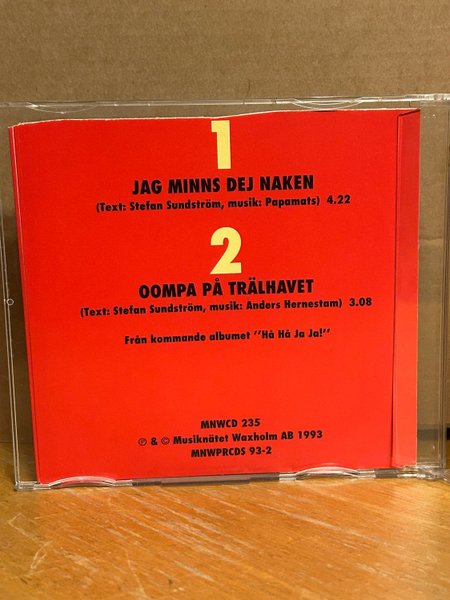 1
JAG MINNS DEJ NAKEN
(Text: Stefan Sundström, musik: Papamats) 4.22
2
OOMPA PÅ TRÄLHAVET
(Text: Stefan Sundström, musik: Anders Hernestam) 3.08
Från kommande albumet "Hå Hå Ja Ja!"
MNWCD 235
℗ & © Musiknätet Waxholm AB 1993
MNWPRCDS 93-2